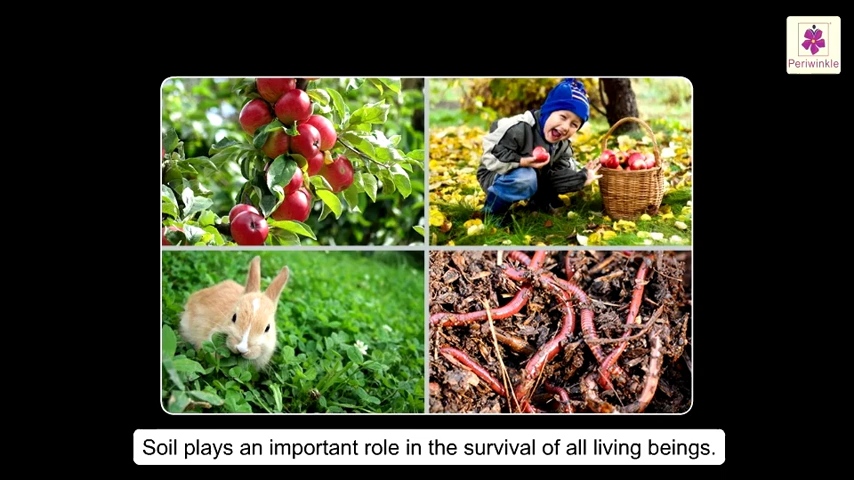 Periwinkle
Soil plays an important role in the survival of all living beings.